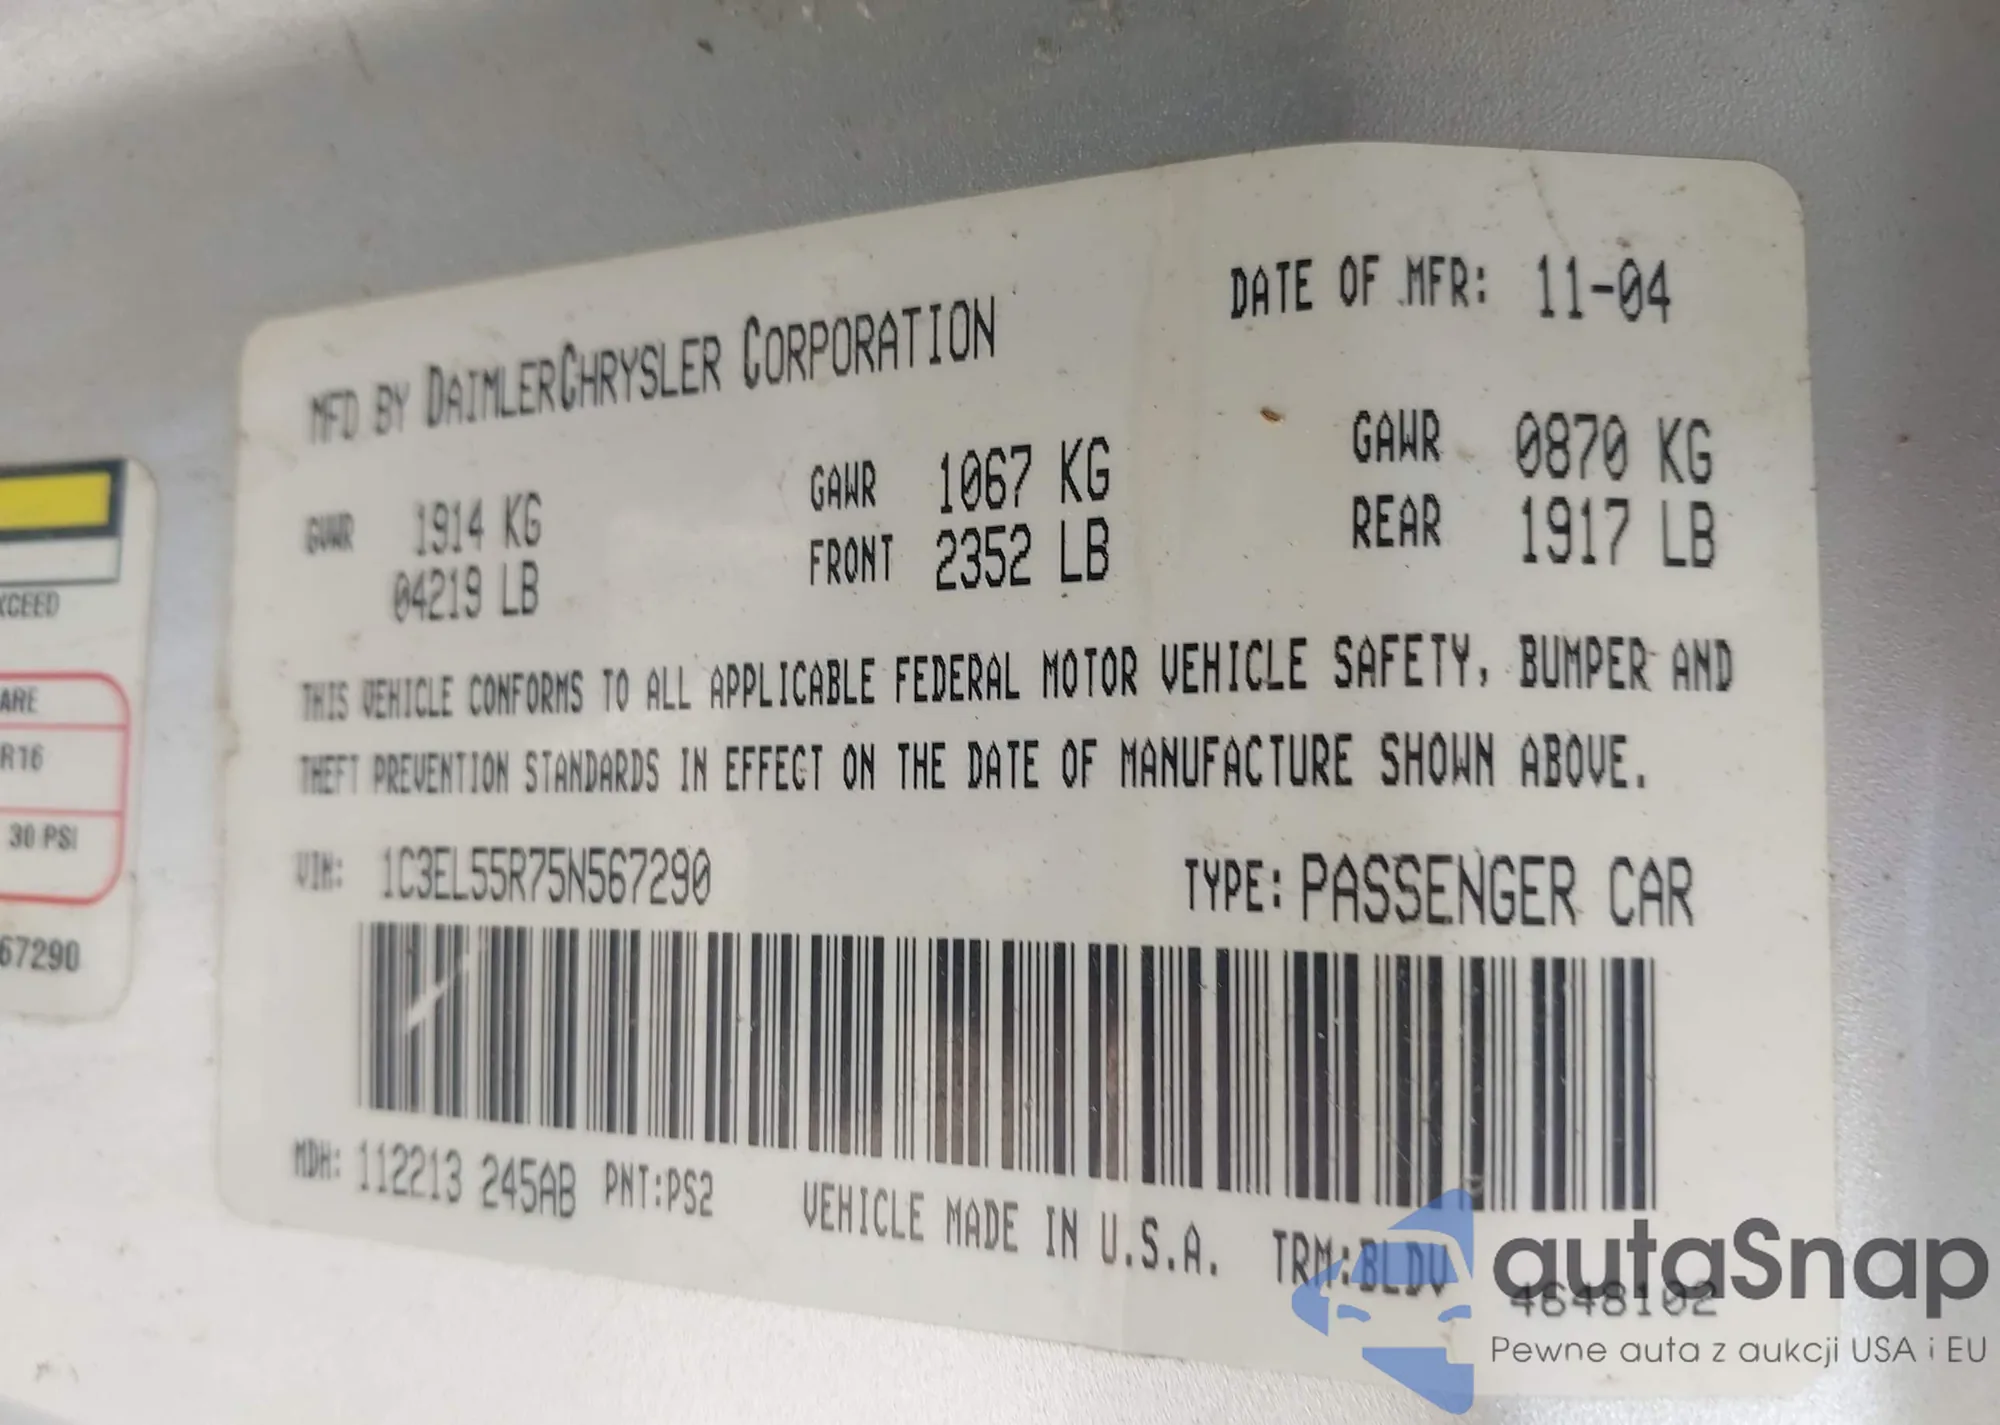 MFD BY DAIMLERCHRYSLER CORPORATION
DATE OF MFR: 11-04
GVWR 1914 KG
04219 LB
GAWR 1067 KG
FRONT 2352 LB
GAWR 0870 KG
REAR 1917 LB
THIS VEHICLE CONFORMS TO ALL APPLICABLE FEDERAL MOTOR VEHICLE SAFETY, BUMPER AND
THEFT PREVENTION STANDARDS IN EFFECT ON THE DATE OF MANUFACTURE SHOWN ABOVE.
VIN: 1C3EL55R75N567290
TYPE: PASSENGER CAR
MDH: 112213 245AB PNT:PS2 VEHICLE MADE IN U.S.A. TRM:BLDV
4648102
XCEED
ARE
R16
30 PSI
67290
autaSnap
Pewne auta z aukcji USA i EU